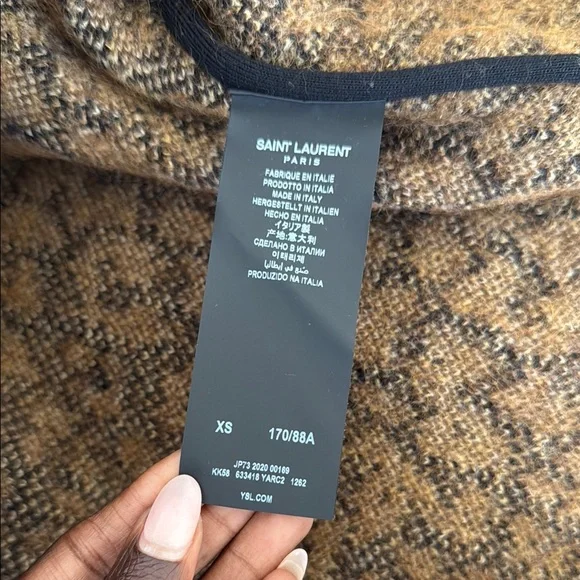 SAINT LAURENT
PARIS
FABRIQUE EN ITALIE
PRODOTTO IN ITALIA
MADE IN ITALY
HERGESTELLT IN ITALIEN
HECHO EN ITALIA
イタリア製
产地:意大利
СДЕЛАНО В ИТАЛИИ
이태리제
صنع في إيطاليا
PRODUZIDO NA ITALIA
XS 170/88A
JP73 2020 00169
KK58 633418 YARC2 1262
YSL.COM